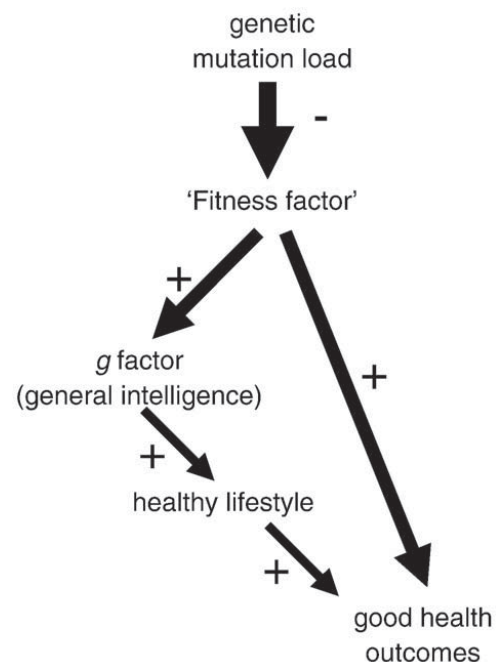 genetic
mutation load
-
'Fitness factor'
+
g factor
(general intelligence)
+
+
healthy lifestyle
+
good health
outcomes